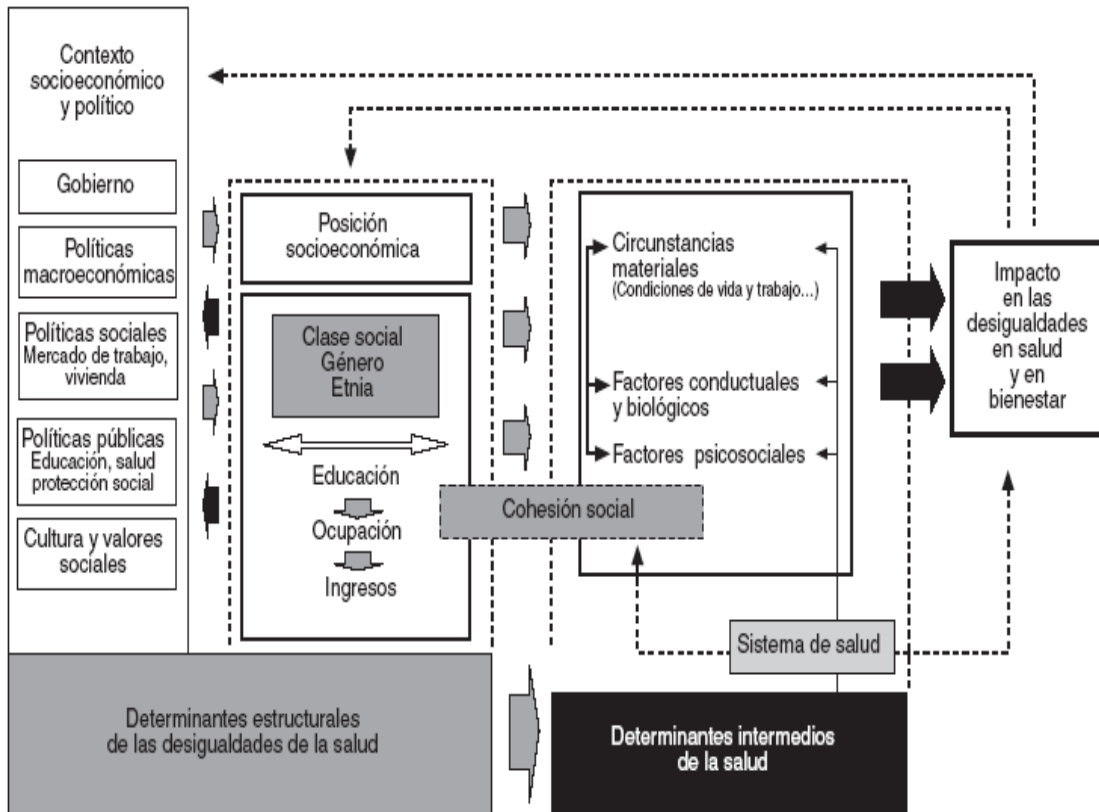 Contexto
socioeconómico
y político
Gobierno
Políticas
macroeconómicas
Políticas sociales
Mercado de trabajo,
vivienda
Políticas públicas
Educación, salud
protección social
Cultura y valores
sociales
Posición
socioeconómica
Clase social
Género
Etnia
Educación
Ocupación
Ingresos
Cohesión social
Circunstancias
materiales
(Condiciones de vida y trabajo...)
Factores conductuales
y biológicos
Factores psicosociales
Impacto
en las
desigualdades
en salud
y en
bienestar
Sistema de salud
Determinantes estructurales
de las desigualdades de la salud
Determinantes intermedios
de la salud